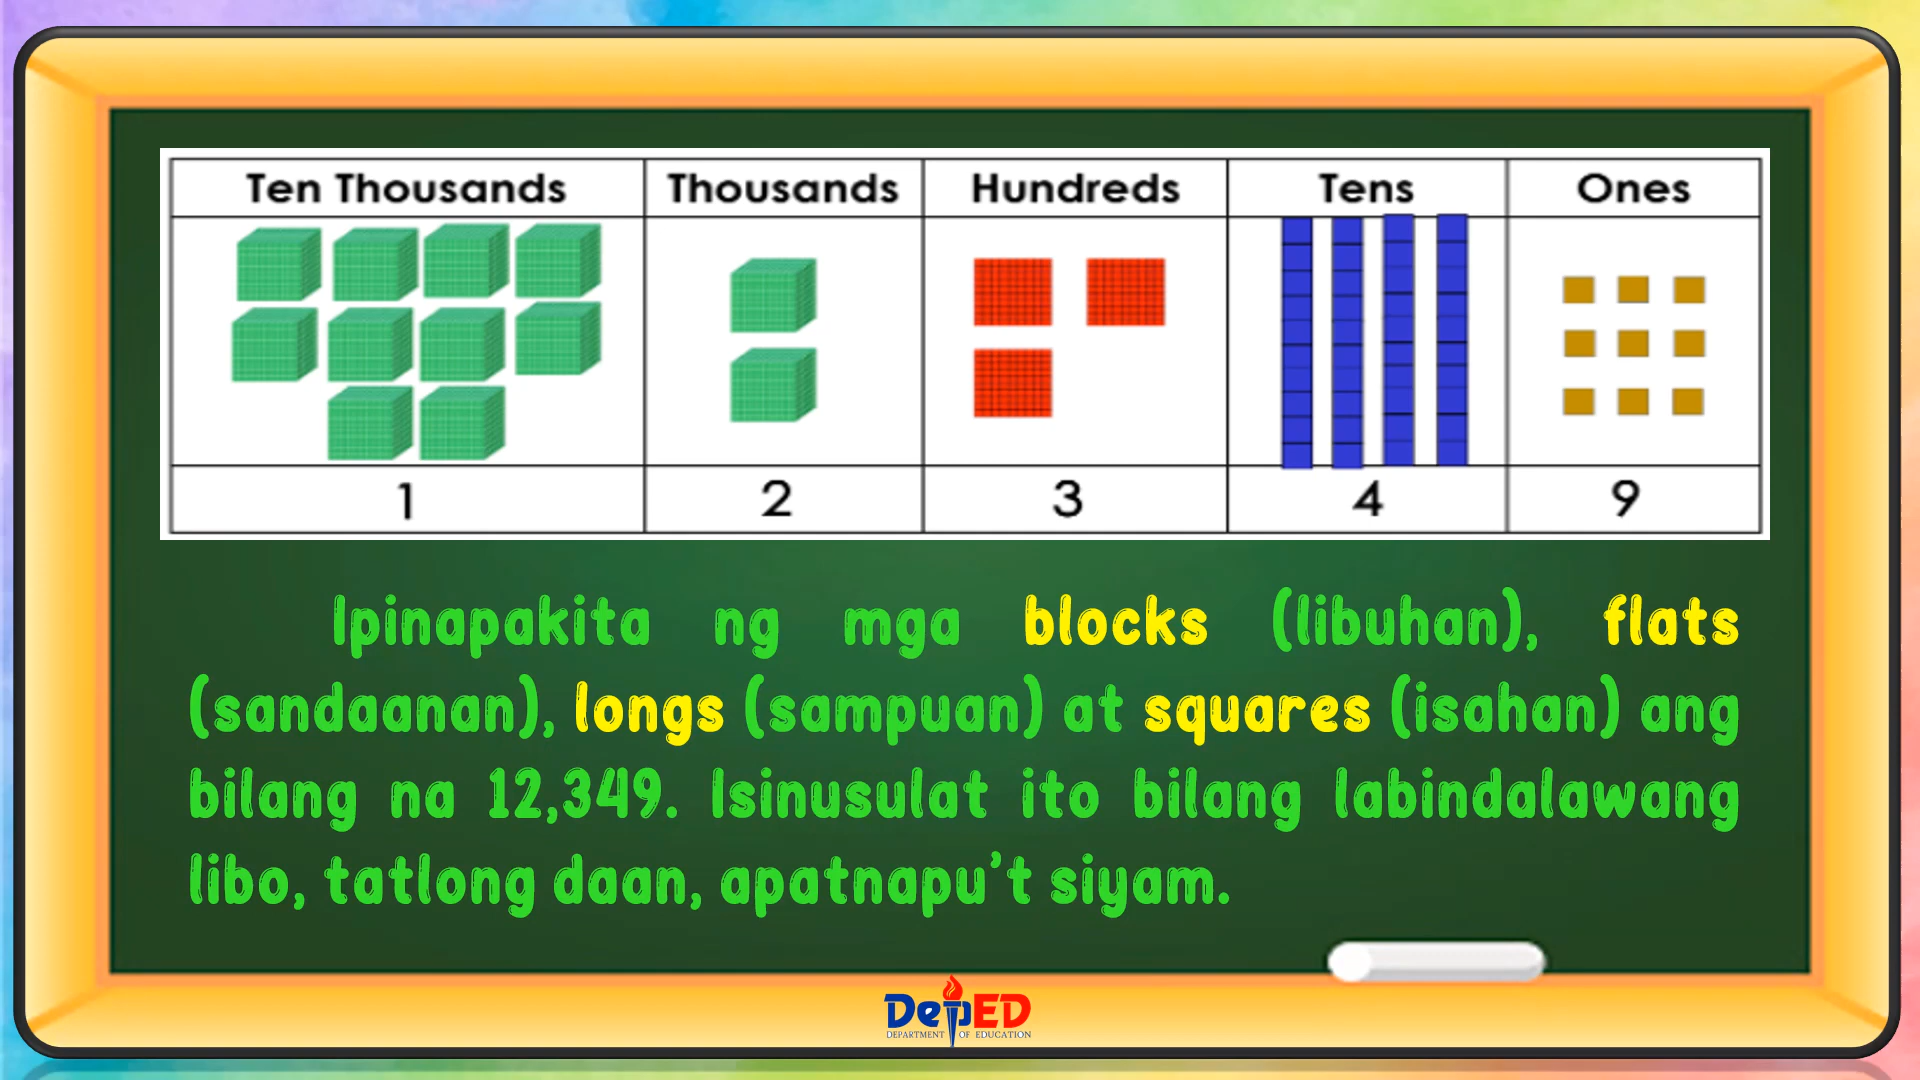 Ten Thousands Thousands Hundreds Tens Ones
1 2 3 4 9
Ipinapakita ng mga blocks (libuhan), flats
(sandaanan), longs (sampuan) at squares (isahan) ang
bilang na 12,349. Isinusulat ito bilang labindalawang
libo, tatlong daan, apatnapu't siyam.
DepED
DEPARTMENT OF EDUCATION